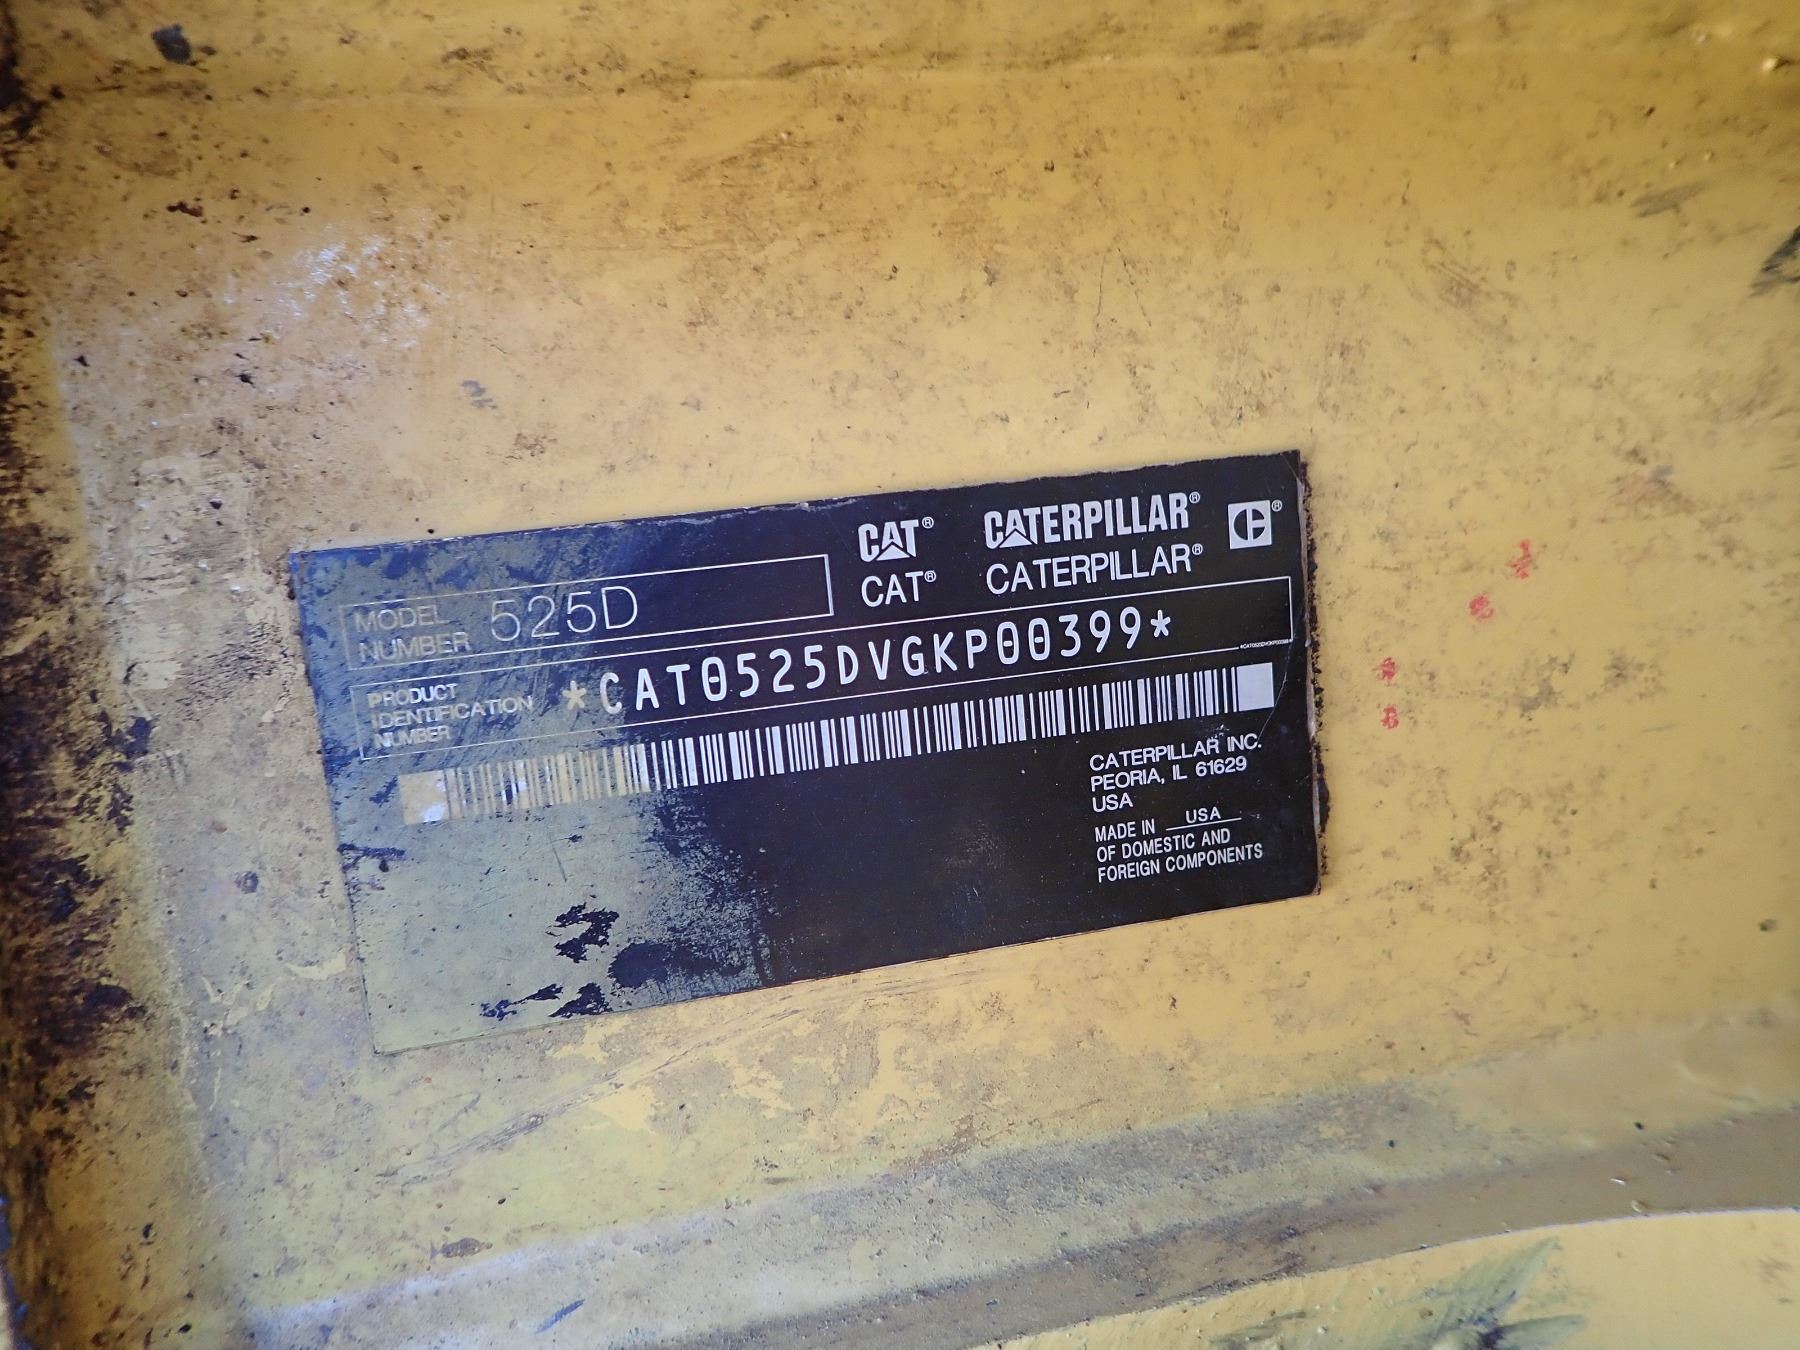 CAT® CATERPILLAR® C®
CAT® CATERPILLAR®
MODEL NUMBER 525D
PRODUCT IDENTIFICATION NUMBER *CAT0525DVGKP00399*
*CAT0525DVGKP00399*
CATERPILLAR INC.
PEORIA, IL 61629
USA
MADE IN USA
OF DOMESTIC AND
FOREIGN COMPONENTS